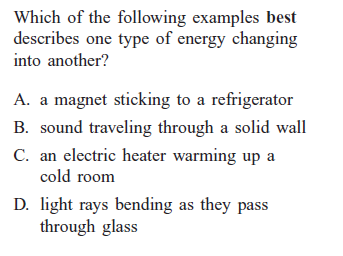 Which of the following examples best
describes one type of energy changing
into another?
A. a magnet sticking to a refrigerator
B. sound traveling through a solid wall
C. an electric heater warming up a
cold room
D. light rays bending as they pass
through glass